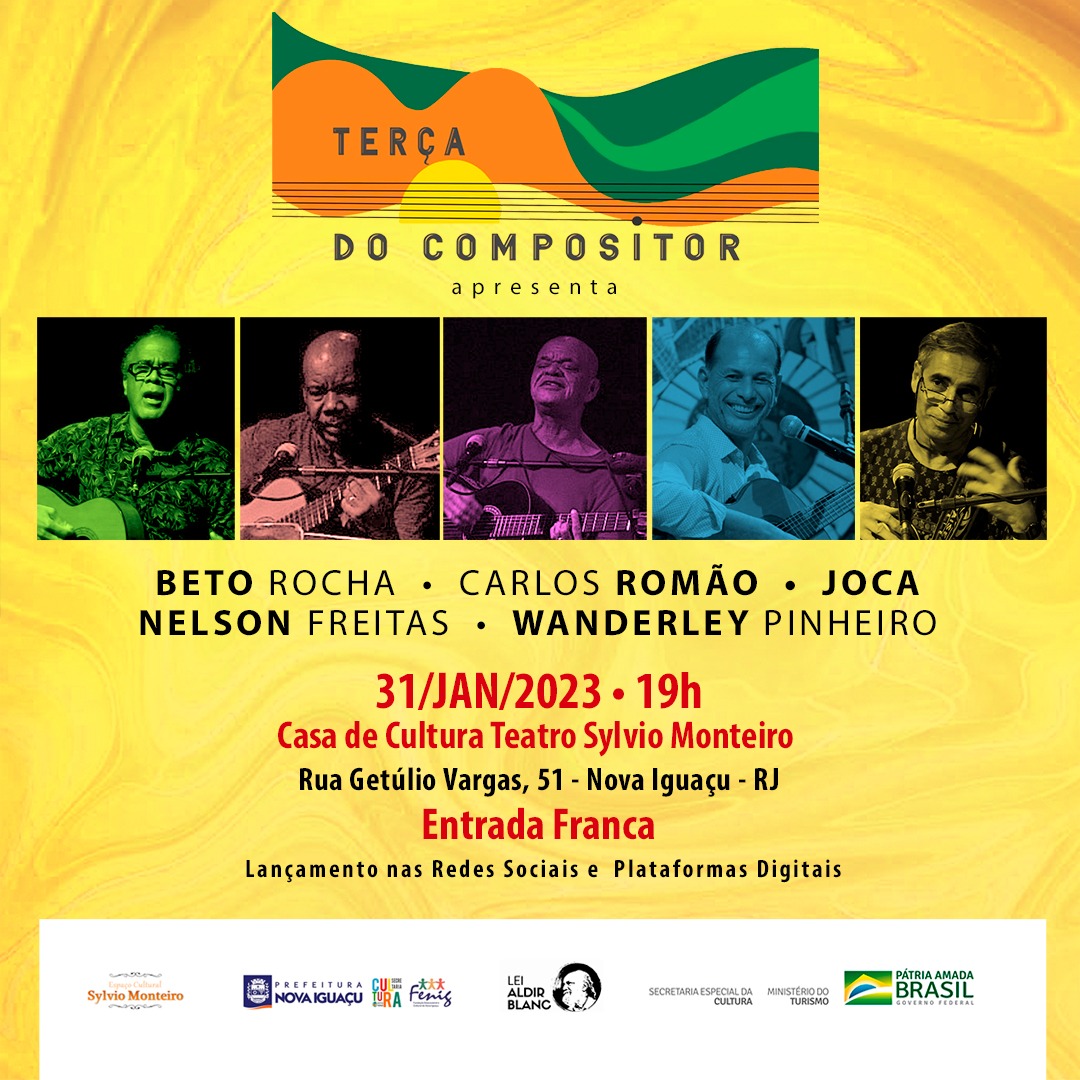 TERÇA
DO COMPOSITOR
apresenta
BETO ROCHA • CARLOS ROMÃO • JOCA
NELSON FREITAS • WANDERLEY PINHEIRO
31/JAN/2023 • 19h
Casa de Cultura Teatro Sylvio Monteiro
Rua Getúlio Vargas, 51 - Nova Iguaçu - RJ
Entrada Franca
Lançamento nas Redes Sociais e Plataformas Digitais
Espaço Cultural
Sylvio Monteiro
PREFEITURA
NOVA IGUAÇU
SECRETARIA
CULTURA
Fenig
LEI
ALDIR
BLANC
SECRETARIA ESPECIAL DA
CULTURA
MINISTÉRIO DO
TURISMO
PÁTRIA AMADA
BRASIL
GOVERNO FEDERAL